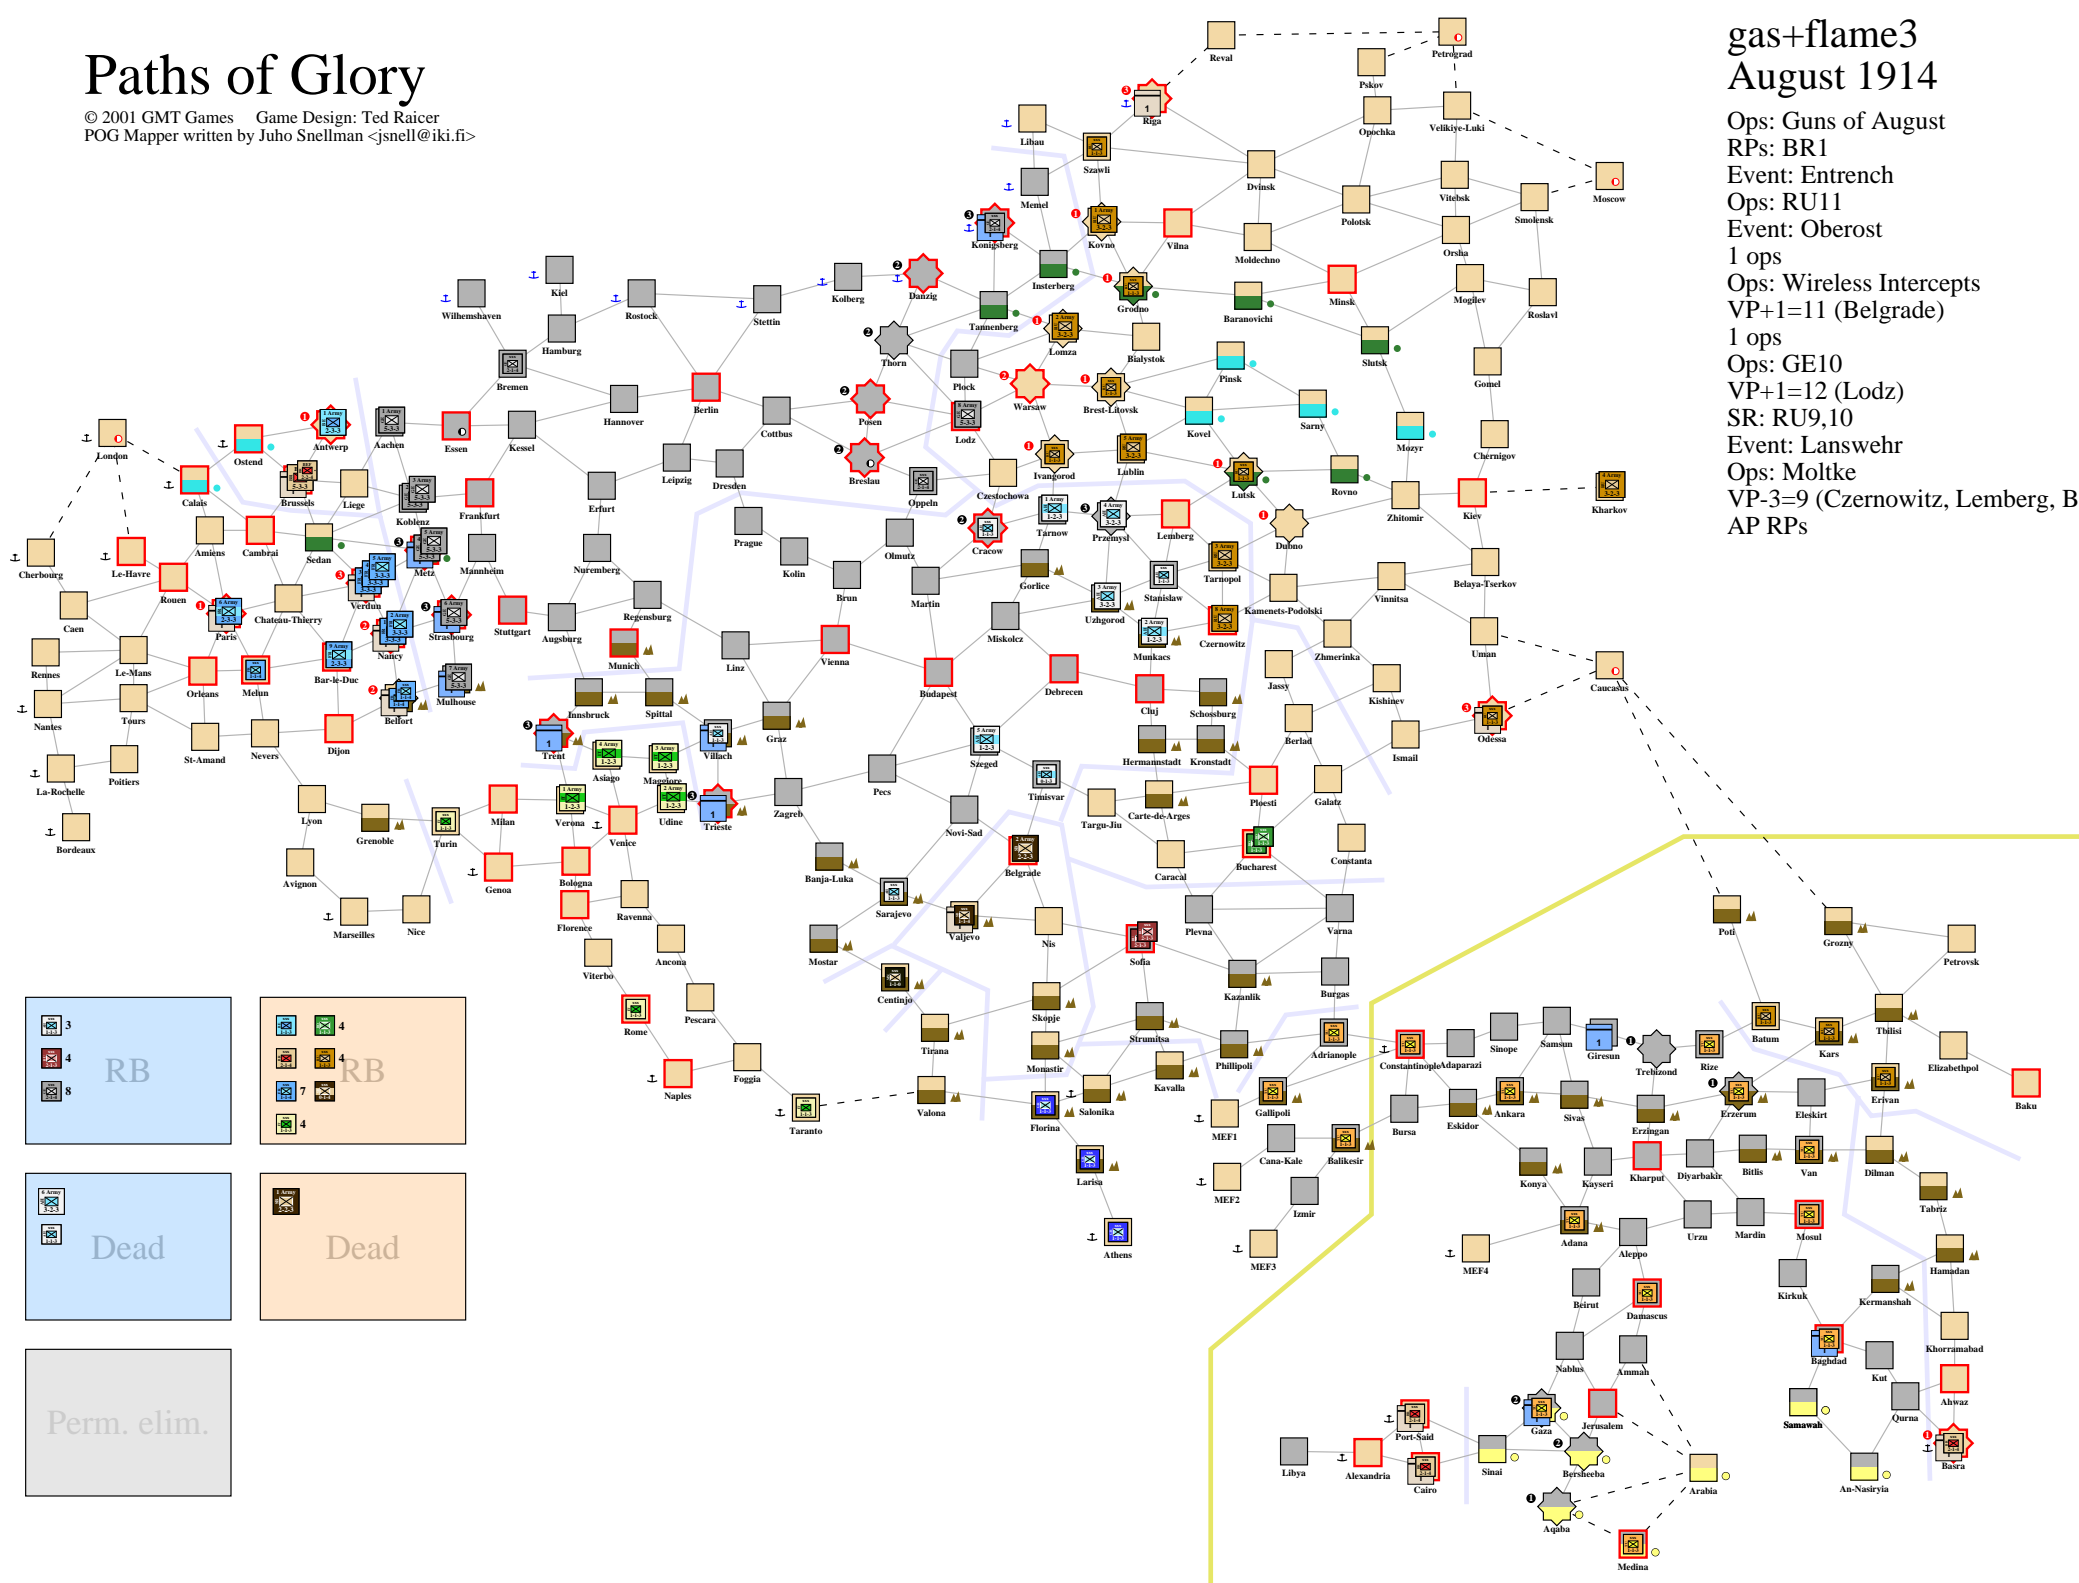 Paths of Glory
© 2001 GMT Games Game Design: Ted Raicer
POG Mapper written by Juho Snellman <jsnell@iki.fi>
gas+flame3
August 1914
Ops: Guns of August
RPs: BR1
Event: Entrench
Ops: RU11
Event: Oberost
1 ops
Ops: Wireless Intercepts
VP+1=11 (Belgrade)
1 ops
Ops: GE10
VP+1=12 (Lodz)
SR: RU9,10
Event: Lanswehr
Ops: Moltke
VP-3=9 (Czernowitz, Lemberg, B
AP RPs
Reval
Petrograd
Pskov
Riga
Libau
Opochka
Velikiye-Luki
Szawli
Dvinsk
Memel
Vitebsk
Moscow
Polotsk
Smolensk
Konigsberg
Kovno
Vilna
Moldechno
Orsha
Kiel
Insterberg
Wilhemshaven
Rostock
Stettin
Kolberg
Danzig
Grodno
Baranovichi
Minsk
Mogilev
Roslavl
Hamburg
Tannenberg
Lomza
Bialystok
Slutsk
Bremen
Thorn
Plock
Pinsk
Gomel
Hannover
Berlin
Posen
Warsaw
Brest-Litovsk
Kovel
Sarny
London
Ostend
Antwerp
Aachen
Essen
Kessel
Cottbus
Lodz
Mozyr
Chernigov
Calais
Brussels
Liege
Koblenz
Frankfurt
Erfurt
Leipzig
Dresden
Breslau
Oppeln
Czestochowa
Ivangorod
Lublin
Lutsk
Rovno
Zhitomir
Kiev
Kharkov
Amiens
Cambrai
Sedan
Metz
Mannheim
Nuremberg
Prague
Kolin
Olmutz
Cracow
Tarnow
Przemysl
Lemberg
Dubno
Cherbourg
Le-Havre
Rouen
Paris
Chateau-Thierry
Verdun
Nancy
Strasbourg
Stuttgart
Augsburg
Regensburg
Brun
Martin
Gorlice
Uzhgorod
Stanislaw
Tarnopol
Kamenets-Podolski
Vinnitsa
Belaya-Tserkov
Caen
Rennes
Le-Mans
Orleans
Melun
Bar-le-Duc
Belfort
Mulhouse
Munich
Linz
Vienna
Budapest
Miskolcz
Debrecen
Munkacs
Czernowitz
Zhmerinka
Uman
Caucasus
Nantes
Tours
St-Amand
Nevers
Dijon
Innsbruck
Spittal
Graz
Cluj
Schossburg
Jassy
Kishinev
La-Rochelle
Poitiers
Trent
Asiago
Maggiore
Villach
Szeged
Hermannstadt
Kronstadt
Berlad
Ismail
Odessa
Bordeaux
Lyon
Grenoble
Turin
Milan
Verona
Venice
Udine
Trieste
Zagreb
Pecs
Novi-Sad
Timisvar
Targu-Jiu
Carte-de-Arges
Ploesti
Galatz
Avignon
Marseilles
Nice
Genoa
Bologna
Florence
Ravenna
Banja-Luka
Sarajevo
Belgrade
Valjevo
Nis
Caracal
Bucharest
Constanta
Viterbo
Ancona
Mostar
Centinjo
Sofia
Plevna
Varna
Poti
Grozny
Petrovsk
Rome
Pescara
Tirana
Skopje
Strumitsa
Kazanlik
Burgas
Naples
Foggia
Taranto
Valona
Monastir
Florina
Salonika
Kavalla
Phillipoli
Adrianople
Constantinople
Adaparazi
Sinope
Samsun
Giresun
Trebizond
Rize
Batum
Kars
Tbilisi
Elizabethpol
Baku
Larisa
Athens
MEF1
Gallipoli
Cana-Kale
Balikesir
Bursa
Eskidor
Ankara
Sivas
Erzingan
Erzerum
Eleskirt
Erivan
MEF2
Izmir
MEF3
Konya
Kayseri
Kharput
Diyarbakir
Bitlis
Van
Dilman
Tabriz
MEF4
Adana
Aleppo
Urzu
Mardin
Mosul
Hamadan
Beirut
Damascus
Kirkuk
Kermanshah
Nablus
Amman
Baghdad
Kut
Khorramabad
Ahwaz
Libya
Alexandria
Port-Said
Cairo
Sinai
Gaza
Jerusalem
Bersheeba
Samawah
Qurna
Basra
Arabia
An-Nasiryia
Aqaba
Medina
RB
3
4
8
RB
4
4
7
4
Dead
Dead
Perm. elim.